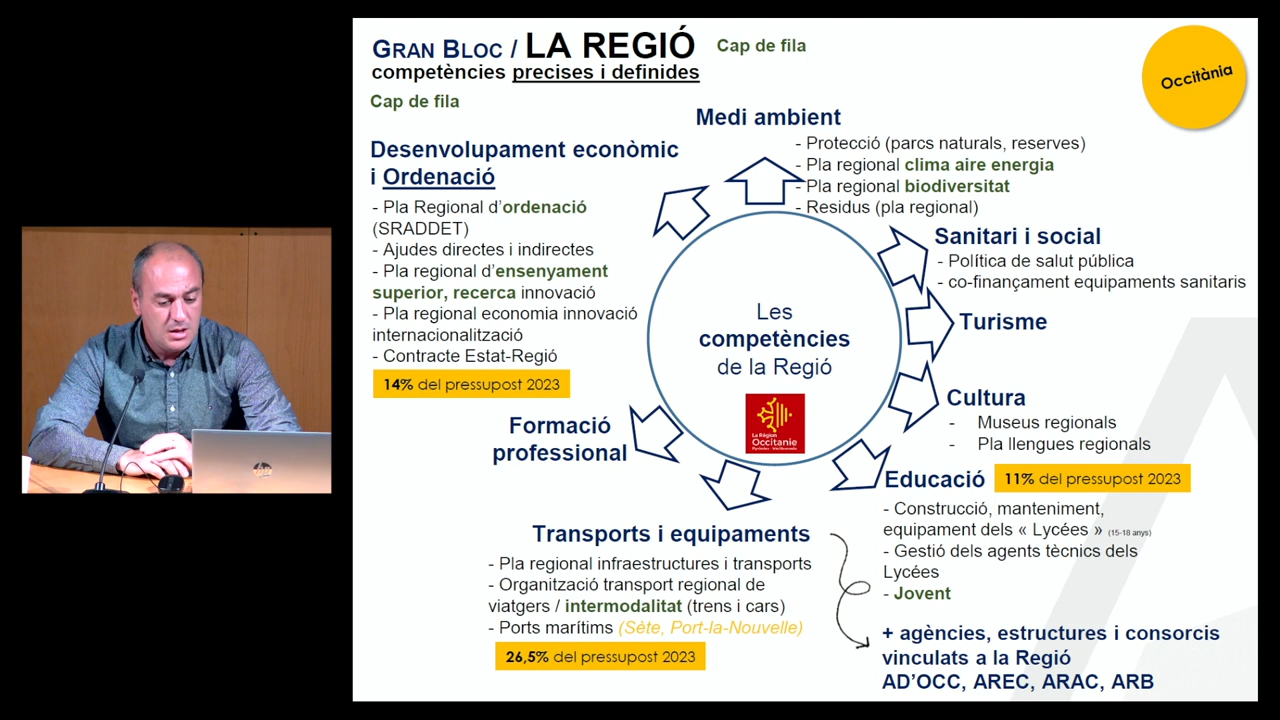 GRAN BLOC / LA REGIÓ Cap de fila
competències precises i definides
Occitània
Cap de fila
Desenvolupament econòmic
i Ordenació
- Pla Regional d'ordenació
(SRADDET)
- Ajudes directes i indirectes
- Pla regional d'ensenyament
superior, recerca innovació
- Pla regional economia innovació
internacionalització
- Contracte Estat-Regió
14% del pressupost 2023
Medi ambient
- Protecció (parcs naturals, reserves)
- Pla regional clima aire energia
- Pla regional biodiversitat
- Residus (pla regional)
Sanitari i social
- Política de salut pública
- co-finançament equipaments sanitaris
Turisme
Les
competències
de la Regió
La Région
Occitanie
Pyrénées - Méditerranée
Cultura
- Museus regionals
- Pla llengues regionals
Formació
professional
Educació 11% del pressupost 2023
- Construcció, manteniment,
equipament dels « Lycées » (15-18 anys)
- Gestió dels agents tècnics dels
Lycées
- Jovent
Transports i equipaments
- Pla regional infraestructures i transports
- Organització transport regional de
viatgers / intermodalitat (trens i cars)
- Ports marítims (Sète, Port-la-Nouvelle)
26,5% del pressupost 2023
+ agències, estructures i consorcis
vinculats a la Regió
AD'OCC, AREC, ARAC, ARB
hp